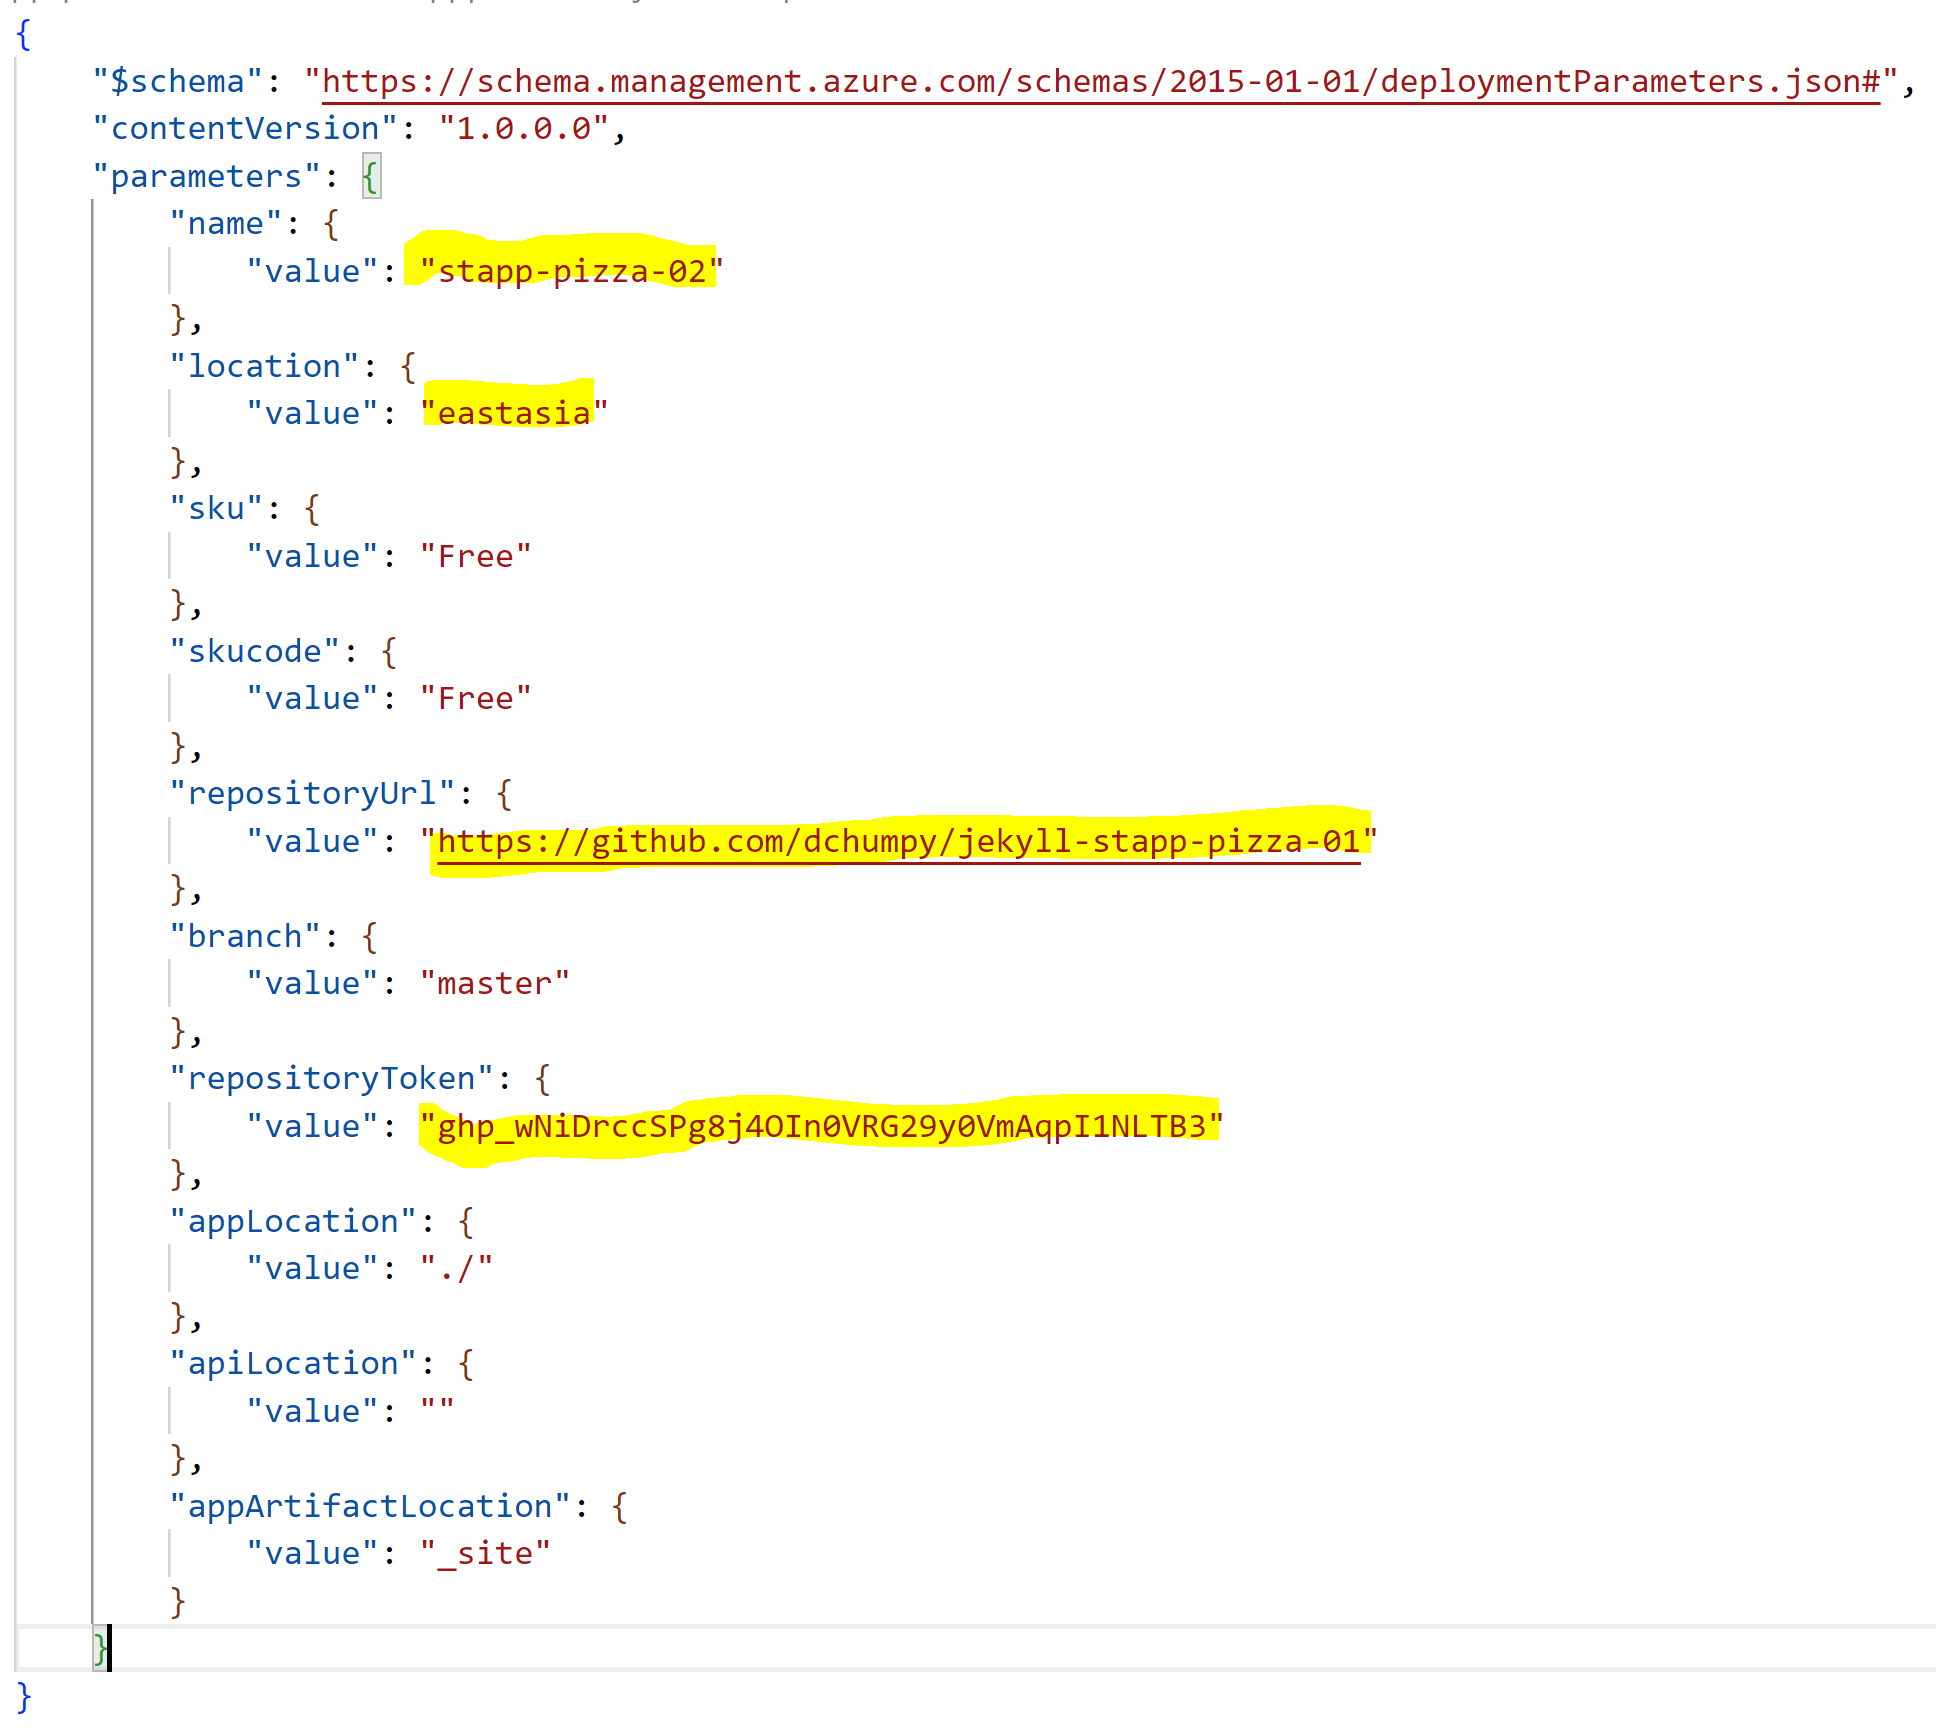 {
"$schema": "https://schema.management.azure.com/schemas/2015-01-01/deploymentParameters.json#",
"contentVersion": "1.0.0.0",
"parameters": {
"name": {
"value": "stapp-pizza-02"
},
"location": {
"value": "eastasia"
},
"sku": {
"value": "Free"
},
"skucode": {
"value": "Free"
},
"repositoryUrl": {
"value": "https://github.com/dchumpy/jekyll-stapp-pizza-01"
},
"branch": {
"value": "master"
},
"repositoryToken": {
"value": "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"
},
"appLocation": {
"value": "./"
},
"apiLocation": {
"value": ""
},
"appArtifactLocation": {
"value": "_site"
}
}
}